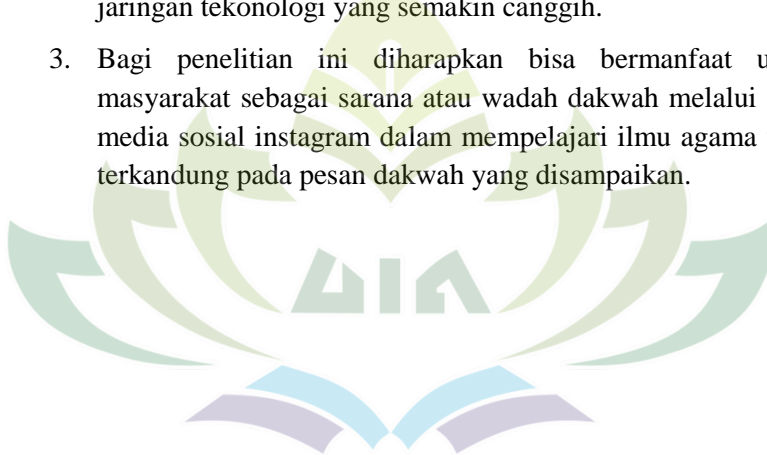 jaringan tekonologi yang semakin canggih.
3. Bagi penelitian ini diharapkan bisa bermanfaat
masyarakat sebagai sarana atau wadah dakwah melalui
media sosial instagram dalam mempelajari ilmu agama
terkandung pada pesan dakwah yang disampaikan.
UIN